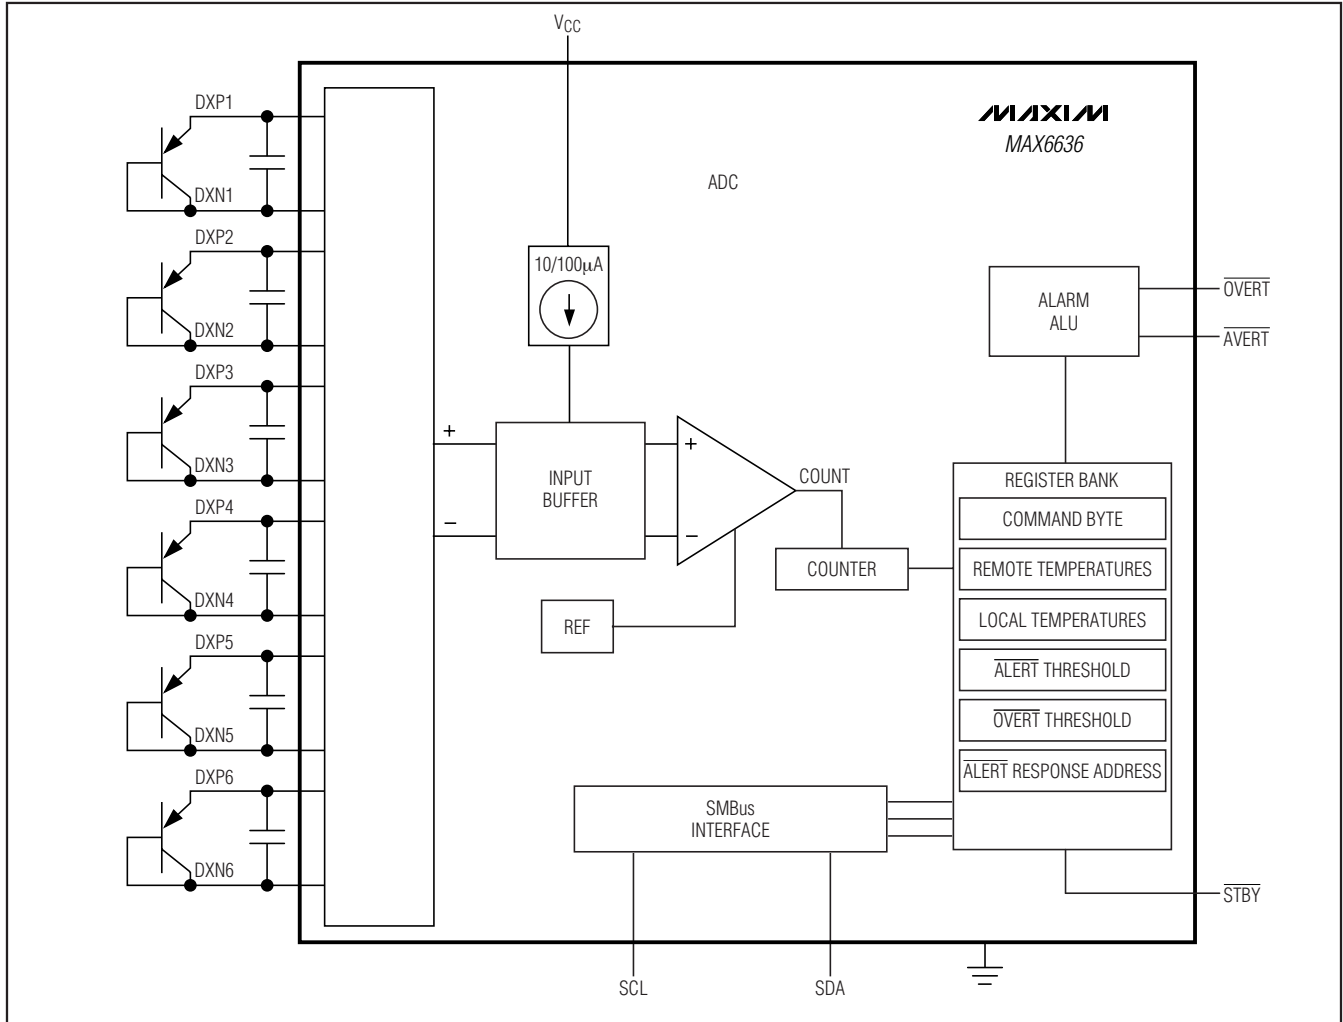 VCC
MAXIM
MAX6636
ADC
DXP1
DXN1
DXP2
DXN2
DXP3
DXN3
DXP4
DXN4
DXP5
DXN5
DXP6
DXN6
10/100μA
+
−
INPUT
BUFFER
+
−
COUNT
COUNTER
REF
ALARM
ALU
OVERT
AVERT
REGISTER BANK
COMMAND BYTE
REMOTE TEMPERATURES
LOCAL TEMPERATURES
ALERT THRESHOLD
OVERT THRESHOLD
ALERT RESPONSE ADDRESS
SMBus
INTERFACE
STBY
SCL
SDA